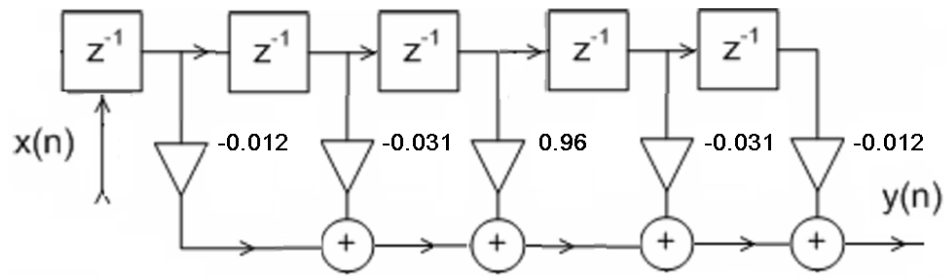 z⁻¹ z⁻¹ z⁻¹ z⁻¹ z⁻¹
x(n) -0.012 -0.031 0.96 -0.031 -0.012
y(n)
+ + + +